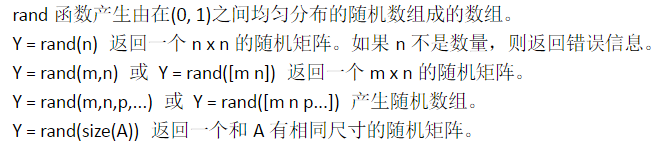 rand 函数产生由在(0, 1)之间均匀分布的随机数组成的数组。
Y = rand(n) 返回一个 n x n 的随机矩阵。如果 n 不是数量，则返回错误信息。
Y = rand(m,n) 或 Y = rand([m n]) 返回一个 m x n 的随机矩阵。
Y = rand(m,n,p,...) 或 Y = rand([m n p...]) 产生随机数组。
Y = rand(size(A)) 返回一个和 A 有相同尺寸的随机矩阵。